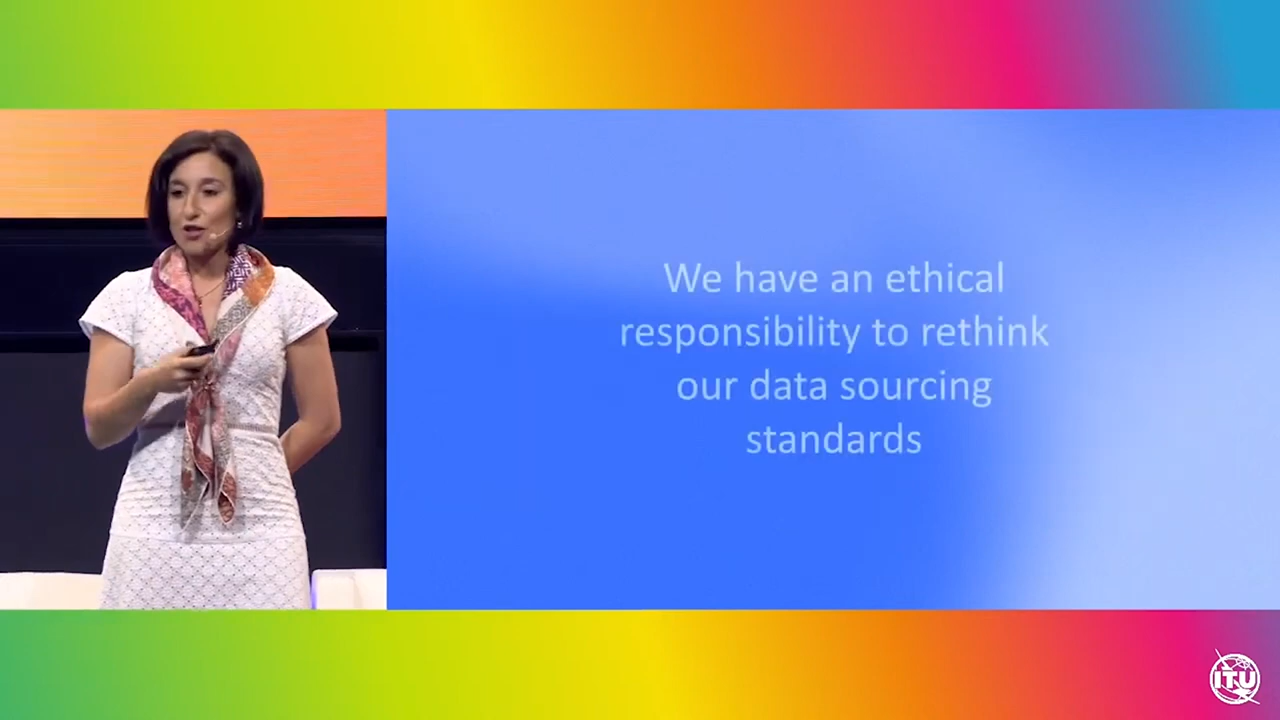 We have an ethical
responsibility to rethink
our data sourcing
standards
ITU